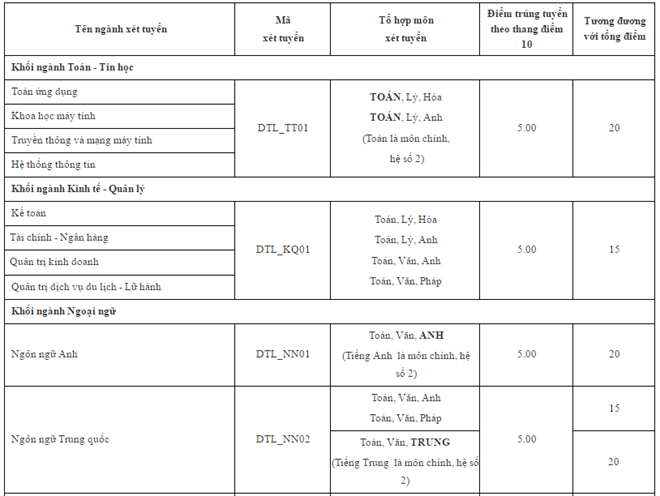 Tên ngành xét tuyển
Mã
xét tuyển
Tổ hợp môn
xét tuyển
Điểm trúng tuyển
theo thang điểm
10
Tương đương
với tổng điểm
Khối ngành Toán - Tin học
Toán ứng dụng
Khoa học máy tính
Truyền thông và mạng máy tính
Hệ thống thông tin
DTL_TT01
TOÁN, Lý, Hóa
TOÁN, Lý, Anh
(Toán là môn chính,
hệ số 2)
5.00
20
Khối ngành Kinh tế - Quản lý
Kế toán
Tài chính - Ngân hàng
Quản trị kinh doanh
Quản trị dịch vụ du lịch - Lữ hành
DTL_KQ01
Toán, Lý, Hóa
Toán, Lý, Anh
Toán, Văn, Anh
Toán, Văn, Pháp
5.00
15
Khối ngành Ngoại ngữ
Ngôn ngữ Anh
DTL_NN01
Toán, Văn, ANH
(Tiếng Anh là môn chính, hệ
số 2)
5.00
20
Ngôn ngữ Trung quốc
DTL_NN02
Toán, Văn, Anh
Toán, Văn, Pháp
5.00
15
Toán, Văn, TRUNG
(Tiếng Trung là môn chính, hệ số
2)
20